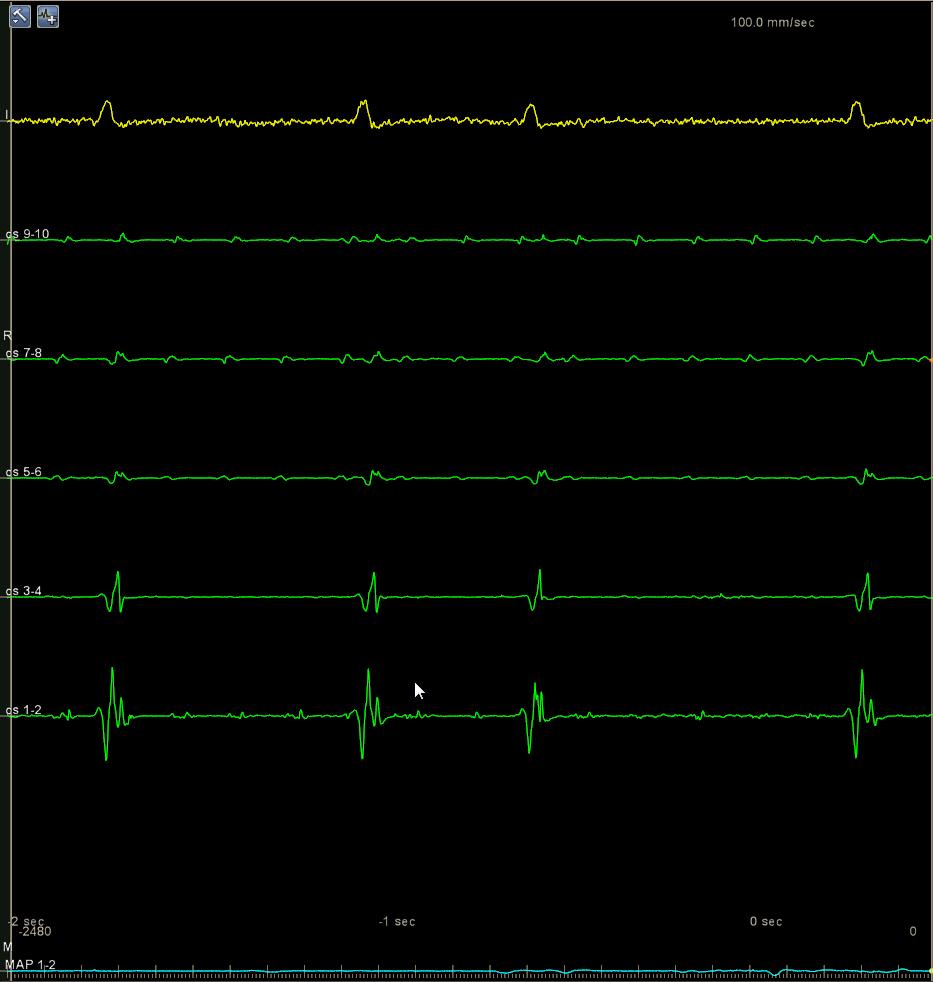 100.0 mm/sec
I
cs 9-10
R
cs 7-8
cs 5-6
cs 3-4
cs 1-2
-2 sec
-1 sec
0 sec
-2480
0
M
MAP 1-2